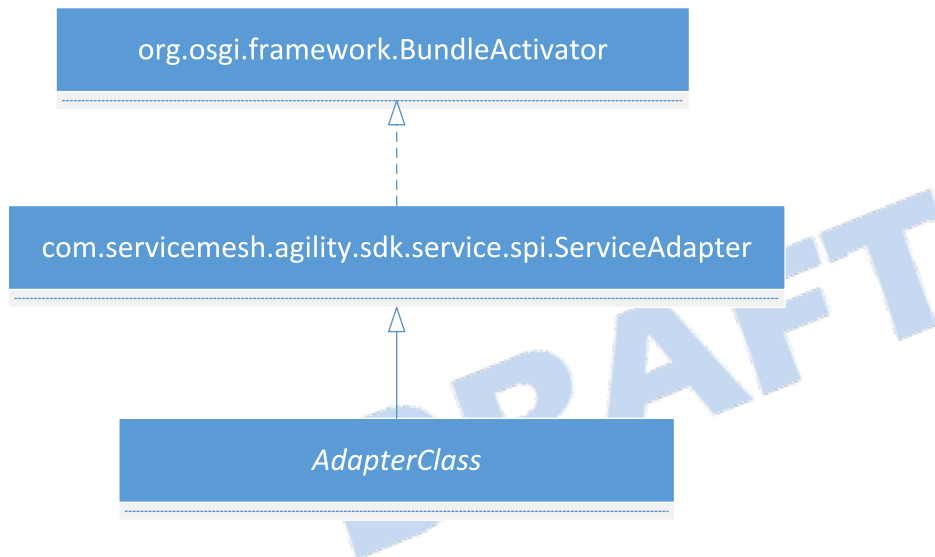 org.osgi.framework.BundleActivator
com.servicemesh.agility.sdk.service.spi.ServiceAdapter
DRAFT
AdapterClass